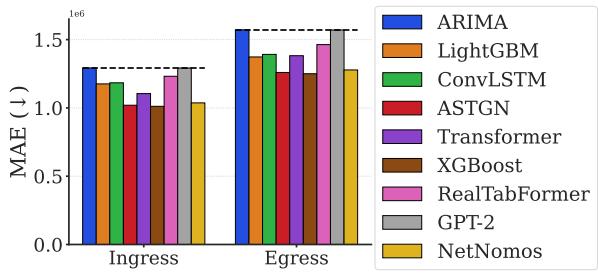 1e6
1.5
1.0
0.5
0.0
MAE (↓)
Ingress
Egress
ARIMA
LightGBM
ConvLSTM
ASTGN
Transformer
XGBoost
RealTabFormer
GPT-2
NetNomos